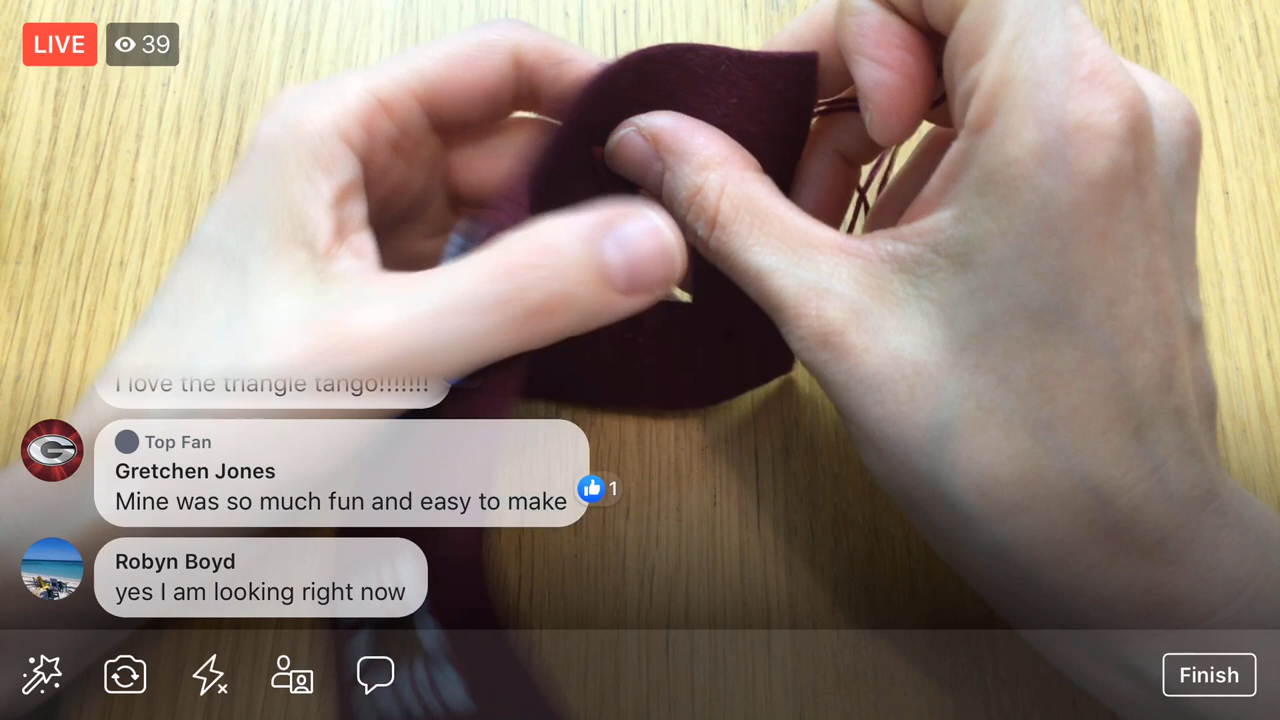 LIVE
39
I love the triangle tango!!!!!!!
Top Fan
Gretchen Jones
Mine was so much fun and easy to make
1
Robyn Boyd
yes I am looking right now
Finish